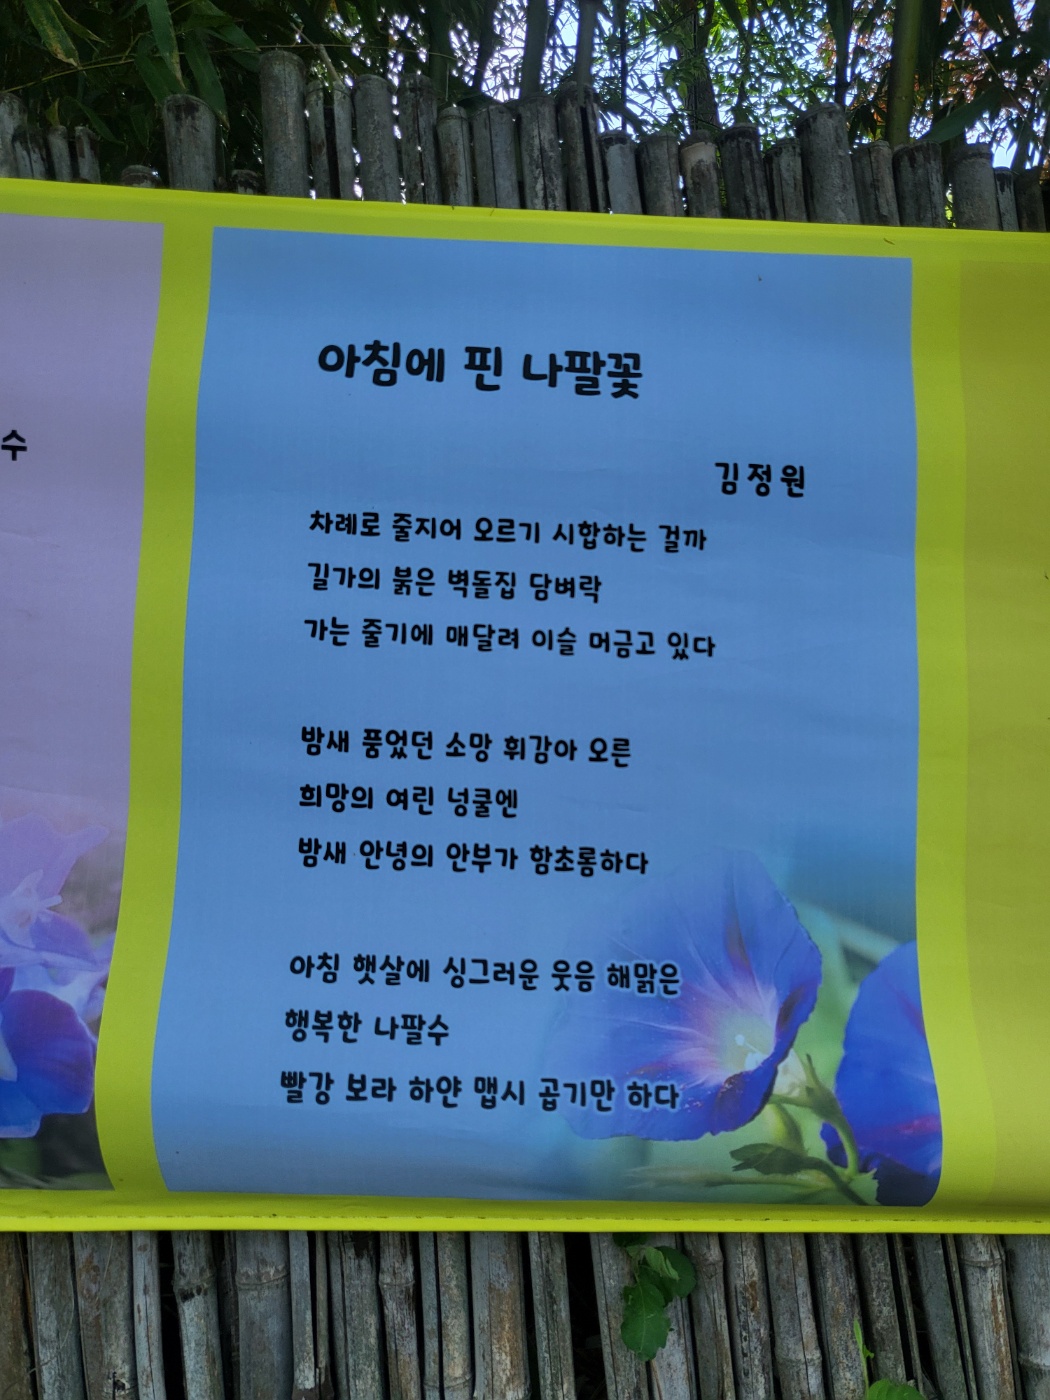 수
아침에 핀 나팔꽃
김정원
차례로 줄지어 오르기 시합하는 걸까
길가의 붉은 벽돌집 담벼락
가는 줄기에 매달려 이슬 머금고 있다
밤새 품었던 소망 휘감아 오른
희망의 여린 넝쿨엔
밤새 안녕의 안부가 함초롬하다
아침 햇살에 싱그러운 웃음 해맑은
행복한 나팔수
빨강 보라 하얀 맵시 곱기만 하다